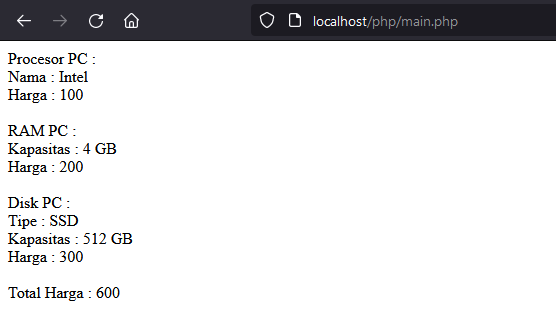 localhost/php/main.php
Procesor PC :
Nama : Intel
Harga : 100
RAM PC :
Kapasitas : 4 GB
Harga : 200
Disk PC :
Tipe : SSD
Kapasitas : 512 GB
Harga : 300
Total Harga : 600